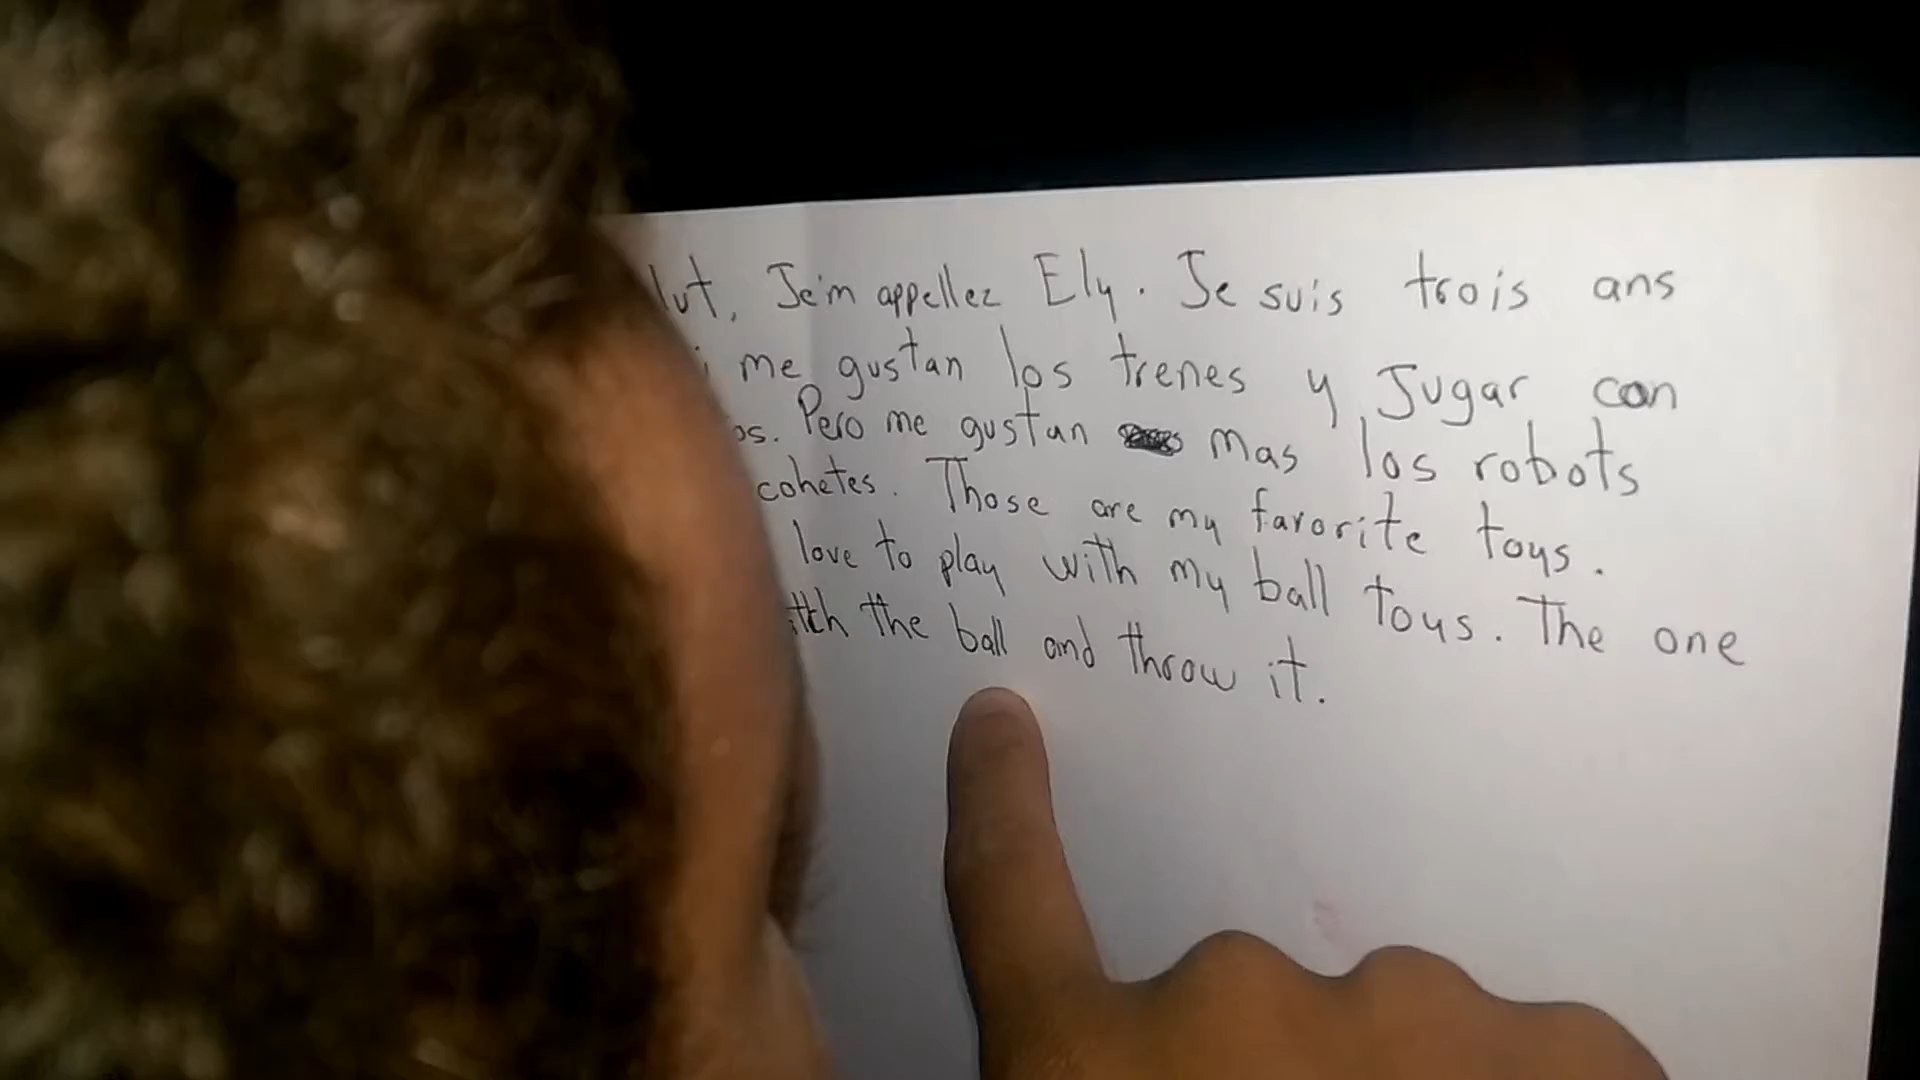 lut, Je'm appellez Ely. Je suis trois ans
me gustan los trenes y Jugar con
os. Pero me gustan mas los robots
cohetes. Those are my favorite toys.
love to play with my ball toys. The one
the ball and throw it.